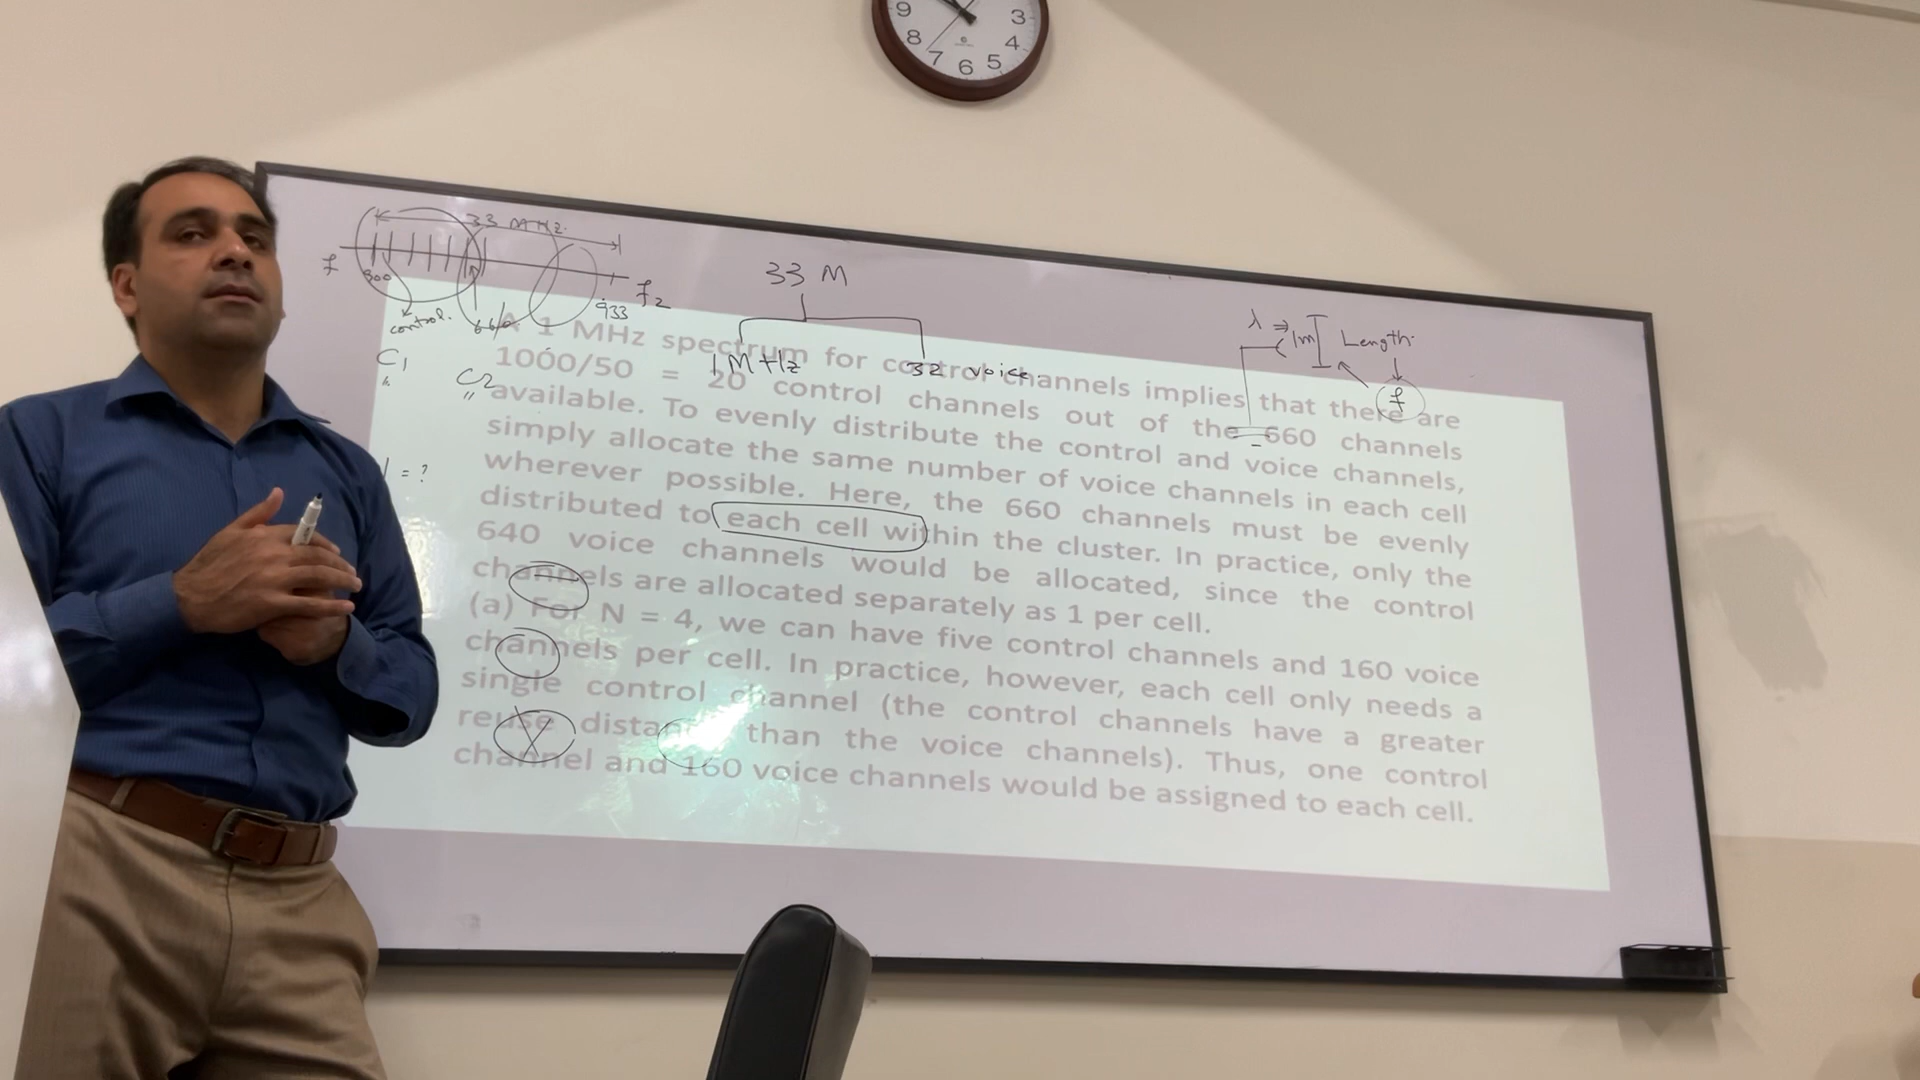 9
3
8
4
7
6
5
33 MHz.
f
900
933
f2
control.
660
C1
"
C2
"
= ?
33 M
1 MHz
32 voice.
λ ⇒ 1m
Length.
f
A 1 MHz spectrum for control channels implies that there are
1000/50 = 20 control channels out of the 660 channels
available. To evenly distribute the control and voice channels,
simply allocate the same number of voice channels in each cell
wherever possible. Here, the 660 channels must be evenly
distributed to each cell within the cluster. In practice, only the
640 voice channels would be allocated, since the control
channels are allocated separately as 1 per cell.
(a) For N = 4, we can have five control channels and 160 voice
channels per cell. In practice, however, each cell only needs a
single control channel (the control channels have a greater
reuse distance than the voice channels). Thus, one control
channel and 160 voice channels would be assigned to each cell.